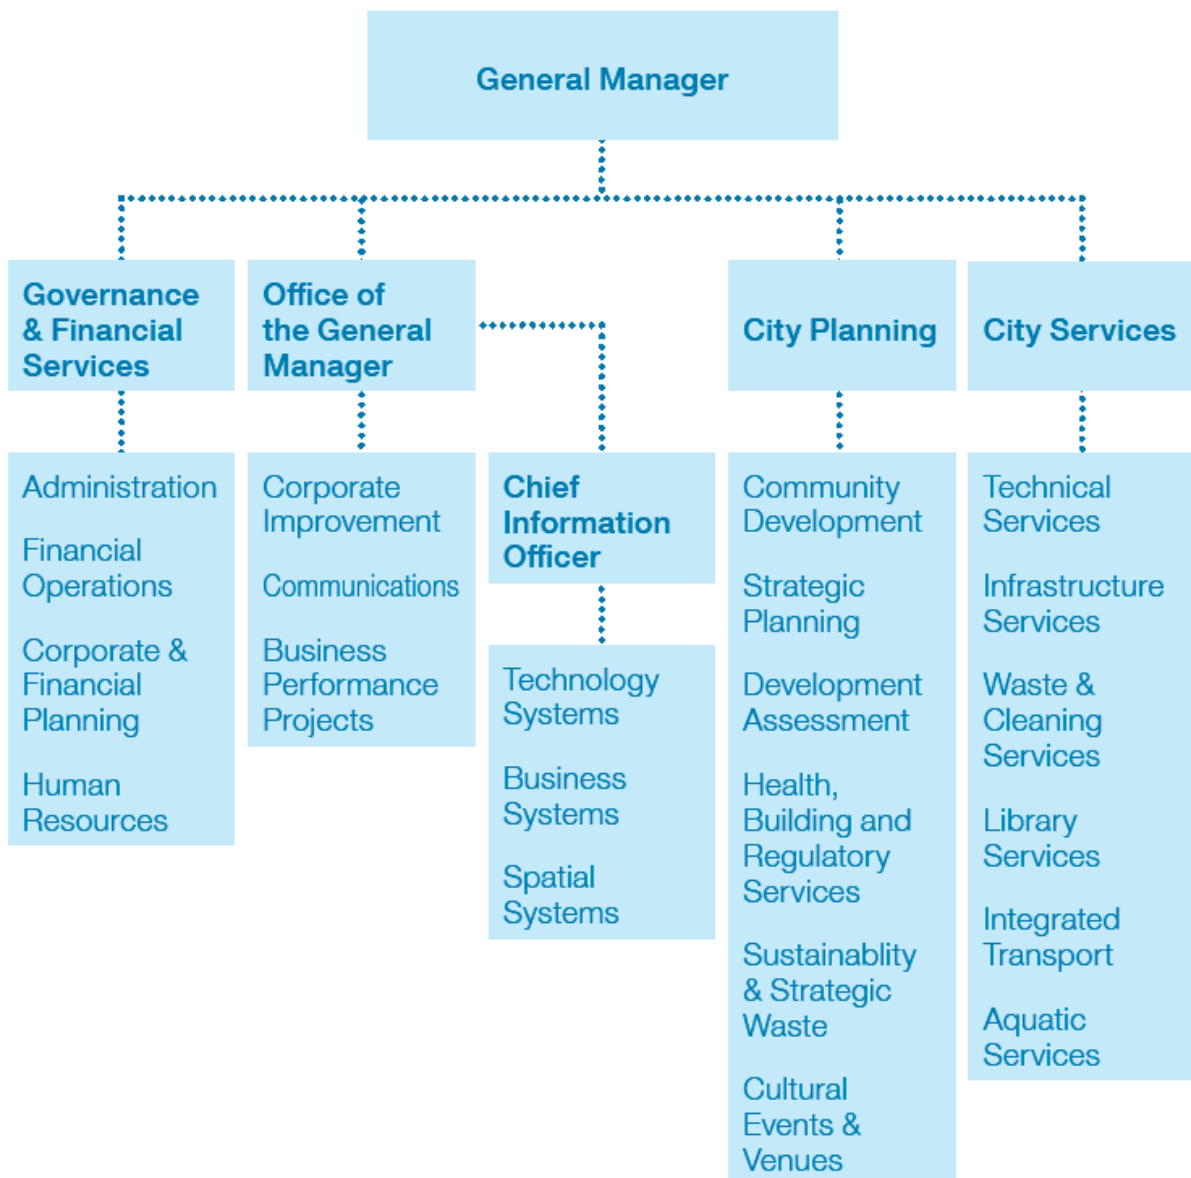 General Manager
Governance
& Financial
Services
Office of
the General
Manager
City Planning
City Services
Administration
Financial
Operations
Corporate &
Financial
Planning
Human
Resources
Corporate
Improvement
Communications
Business
Performance
Projects
Chief
Information
Officer
Technology
Systems
Business
Systems
Spatial
Systems
Community
Development
Strategic
Planning
Development
Assessment
Health,
Building and
Regulatory
Services
Sustainablity
& Strategic
Waste
Cultural
Events &
Venues
Technical
Services
Infrastructure
Services
Waste &
Cleaning
Services
Library
Services
Integrated
Transport
Aquatic
Services